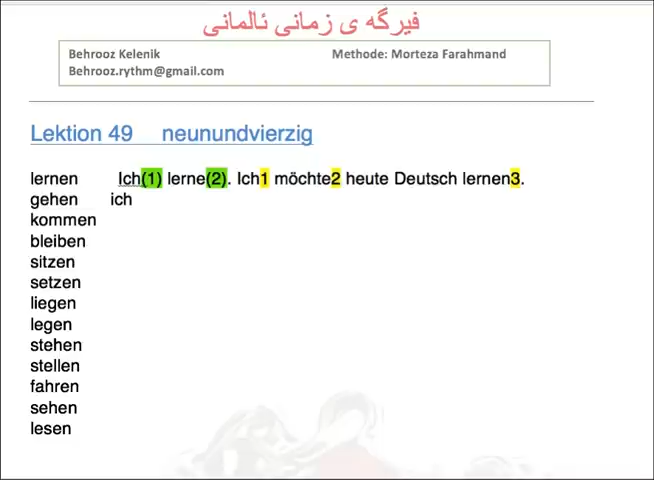 فیرگه ی زمانی ئالمانی
Behrooz Kelenik Methode: Morteza Farahmand
Behrooz.rythm@gmail.com
Lektion 49 neunundvierzig
lernen Ich(1) lerne(2). Ich1 möchte2 heute Deutsch lernen3.
gehen ich
kommen
bleiben
sitzen
setzen
liegen
legen
stehen
stellen
fahren
sehen
lesen